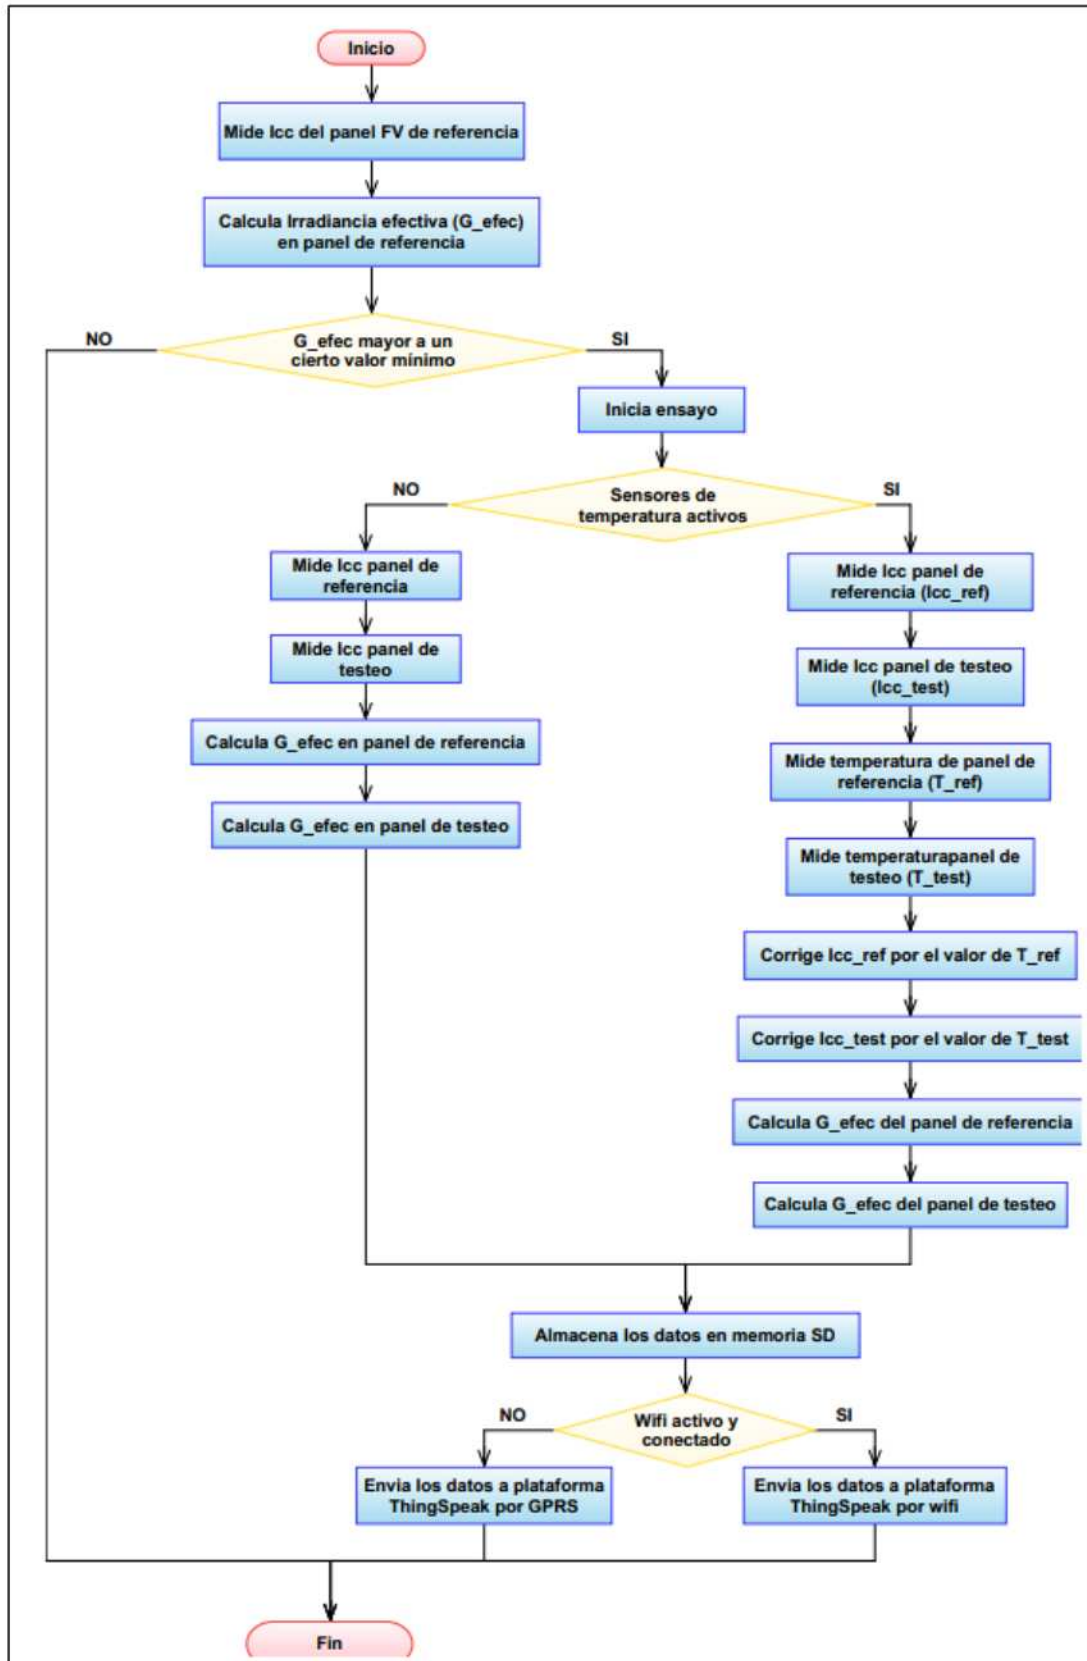 Inicio
Mide Icc del panel FV de referencia
Calcula Irradiancia efectiva (G_efec)
en panel de referencia
NO
G_efec mayor a un
cierto valor mínimo
SI
Inicia ensayo
NO
Sensores de
temperatura activos
SI
Mide Icc panel de
referencia
Mide Icc panel de
testeo
Calcula G_efec en panel de referencia
Calcula G_efec en panel de testeo
Mide Icc panel de
referencia (Icc_ref)
Mide Icc panel de testeo
(Icc_test)
Mide temperatura de panel de
referencia (T_ref)
Mide temperaturapanel de
testeo (T_test)
Corrige Icc_ref por el valor de T_ref
Corrige Icc_test por el valor de T_test
Calcula G_efec del panel de referencia
Calcula G_efec del panel de testeo
Almacena los datos en memoria SD
NO
Wifi activo y
conectado
SI
Envia los datos a plataforma
ThingSpeak por GPRS
Envia los datos a plataforma
ThingSpeak por wifi
Fin